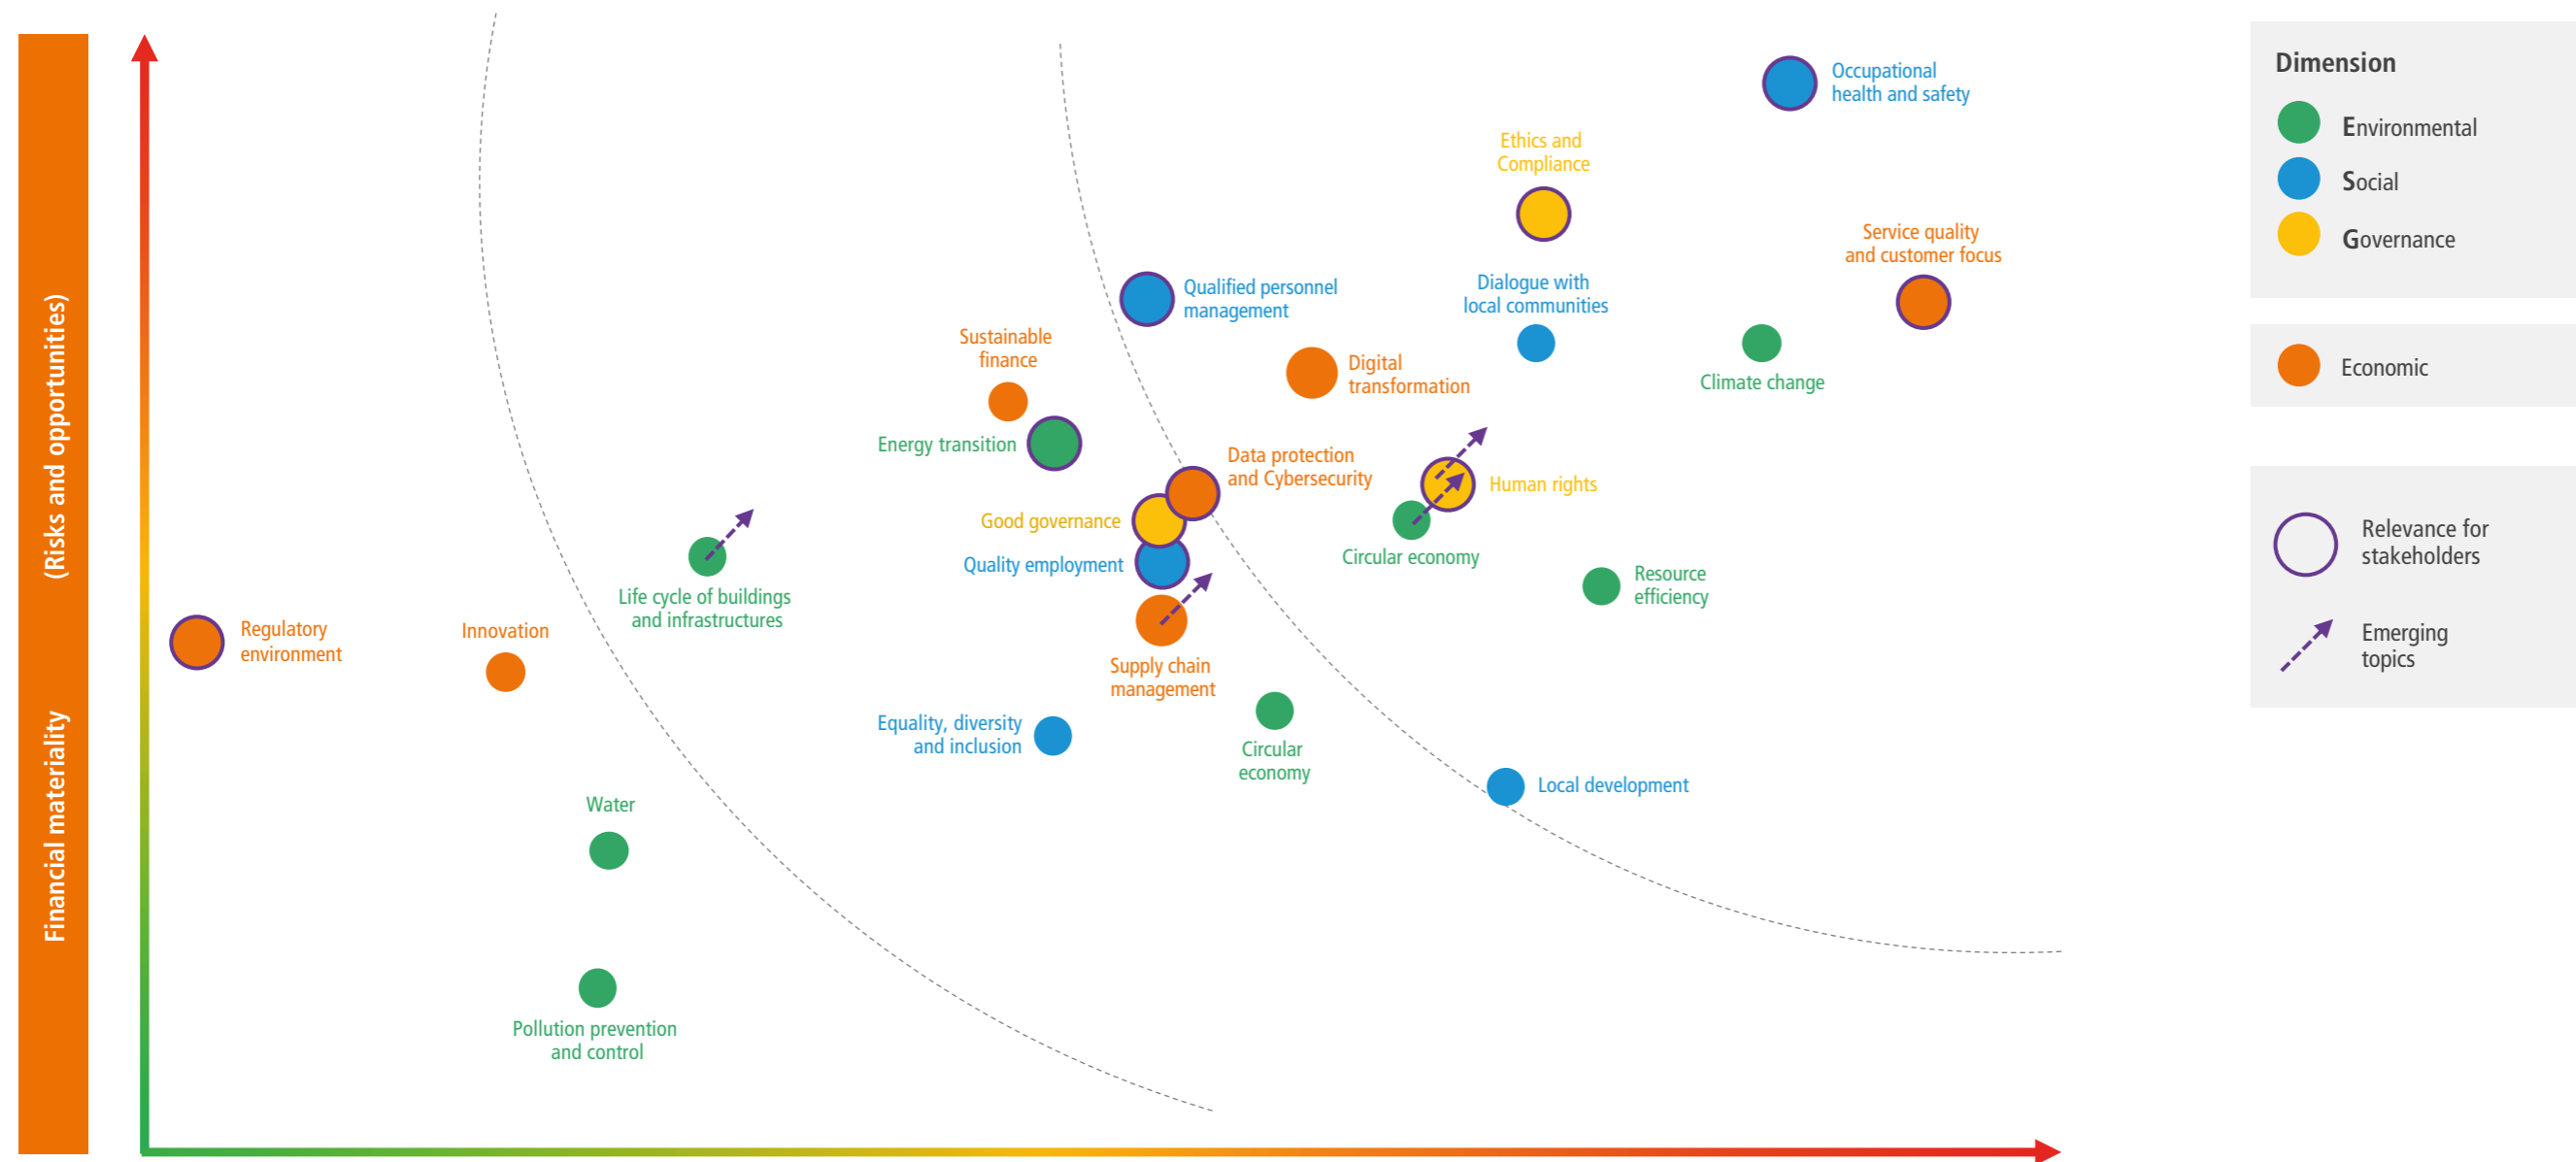 Financial materiality (Risks and opportunities)
Occupational
health and safety
Ethics and
Compliance
Service quality
and customer focus
Qualified personnel
management
Dialogue with
local communities
Sustainable
finance
Digital
transformation
Climate change
Energy transition
Data protection
and Cybersecurity
Human rights
Good governance
Circular economy
Quality employment
Resource
efficiency
Life cycle of buildings
and infrastructures
Regulatory
environment
Innovation
Supply chain
management
Equality, diversity
and inclusion
Circular
economy
Local development
Water
Pollution prevention
and control
Dimension
Environmental
Social
Governance
Economic
Relevance for
stakeholders
Emerging
topics